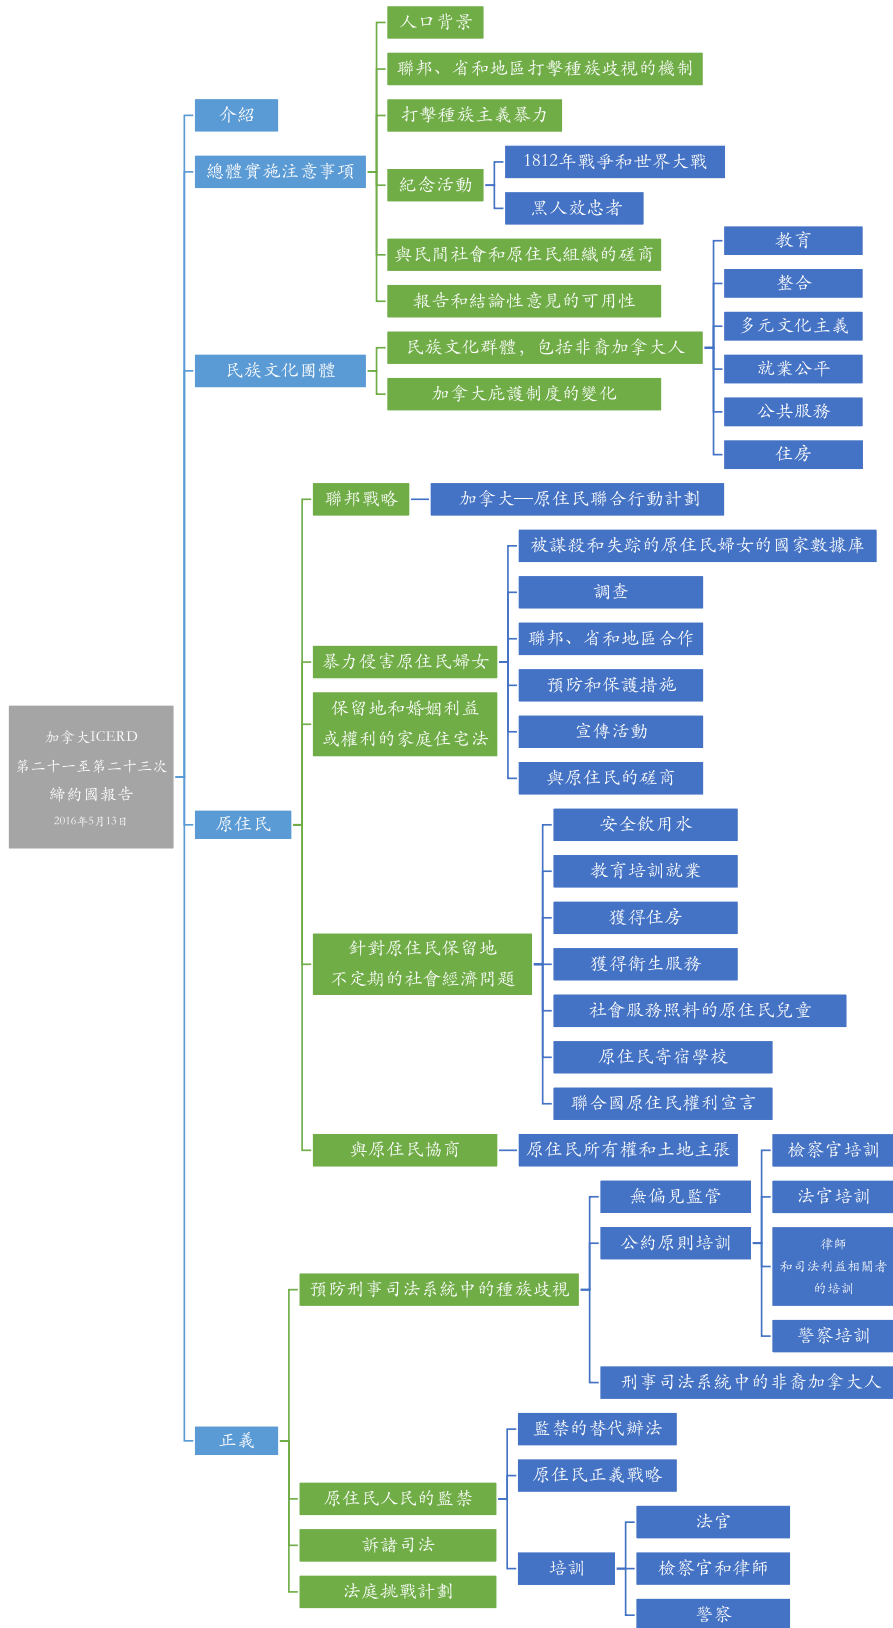 加拿大ICERD
第二十一至第二十三次
締約國報告
2016年5月13日
介紹
總體實施注意事項
人口背景
聯邦、省和地區打擊種族歧視的機制
打擊種族主義暴力
紀念活動
1812年戰爭和世界大戰
黑人效忠者
與民間社會和原住民組織的磋商
報告和結論性意見的可用性
民族文化團體
民族文化群體，包括非裔加拿大人
教育
整合
多元文化主義
就業公平
公共服務
住房
加拿大庇護制度的變化
原住民
聯邦戰略
加拿大—原住民聯合行動計劃
暴力侵害原住民婦女
被謀殺和失踪的原住民婦女的國家數據庫
調查
聯邦、省和地區合作
預防和保護措施
宣傳活動
與原住民的磋商
保留地和婚姻利益
或權利的家庭住宅法
針對原住民保留地
不定期的社會經濟問題
安全飲用水
教育培訓就業
獲得住房
獲得衛生服務
社會服務照料的原住民兒童
原住民寄宿學校
聯合國原住民權利宣言
與原住民協商
原住民所有權和土地主張
正義
預防刑事司法系統中的種族歧視
無偏見監管
公約原則培訓
檢察官培訓
法官培訓
律師
和司法利益相關者
的培訓
警察培訓
刑事司法系統中的非裔加拿大人
原住民人民的監禁
監禁的替代辦法
原住民正義戰略
培訓
法官
檢察官和律師
警察
訴諸司法
法庭挑戰計劃